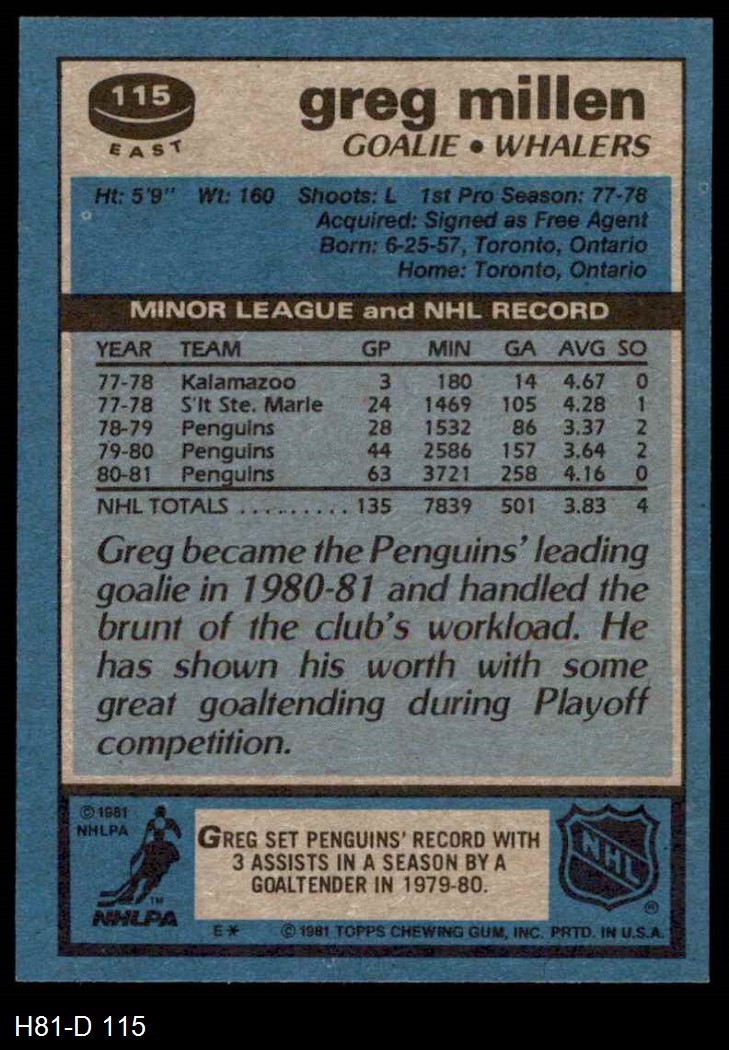 115
EAST
greg millen
GOALIE • WHALERS
Ht: 5'9" Wt: 160 Shoots: L 1st Pro Season: 77-78
Acquired: Signed as Free Agent
Born: 6-25-57, Toronto, Ontario
Home: Toronto, Ontario
MINOR LEAGUE and NHL RECORD
YEAR TEAM GP MIN GA AVG SO
77-78 Kalamazoo 3 180 14 4.67 0
77-78 S'lt Ste. Marie 24 1469 105 4.28 1
78-79 Penguins 28 1532 86 3.37 2
79-80 Penguins 44 2586 157 3.64 2
80-81 Penguins 63 3721 258 4.16 0
NHL TOTALS .......... 135 7839 501 3.83 4
Greg became the Penguins' leading
goalie in 1980-81 and handled the
brunt of the club's workload. He
has shown his worth with some
great goaltending during Playoff
competition.
© 1981
NHLPA
TM
NHLPA
GREG SET PENGUINS' RECORD WITH
3 ASSISTS IN A SEASON BY A
GOALTENDER IN 1979-80.
NHL
®
E* © 1981 TOPPS CHEWING GUM, INC. PRTD. IN U.S.A.
H81-D 115